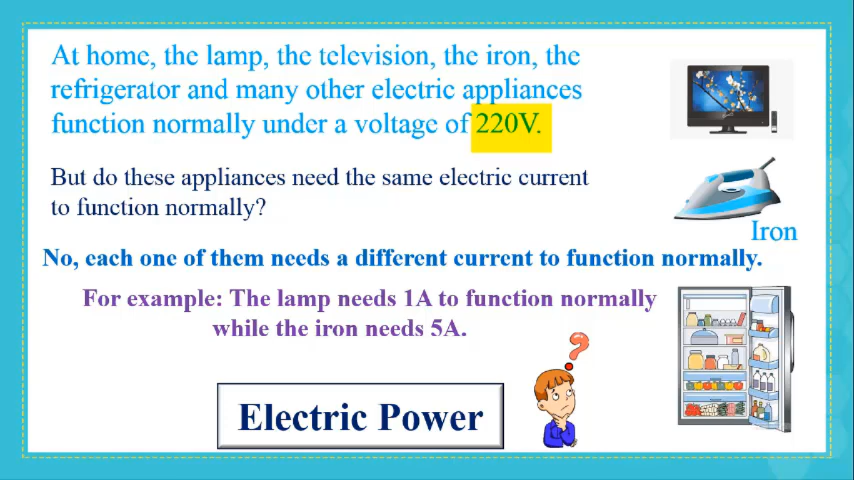 At home, the lamp, the television, the iron, the
refrigerator and many other electric appliances
function normally under a voltage of 220V.
But do these appliances need the same electric current
to function normally?
Iron
No, each one of them needs a different current to function normally.
For example: The lamp needs 1A to function normally
while the iron needs 5A.
Electric Power